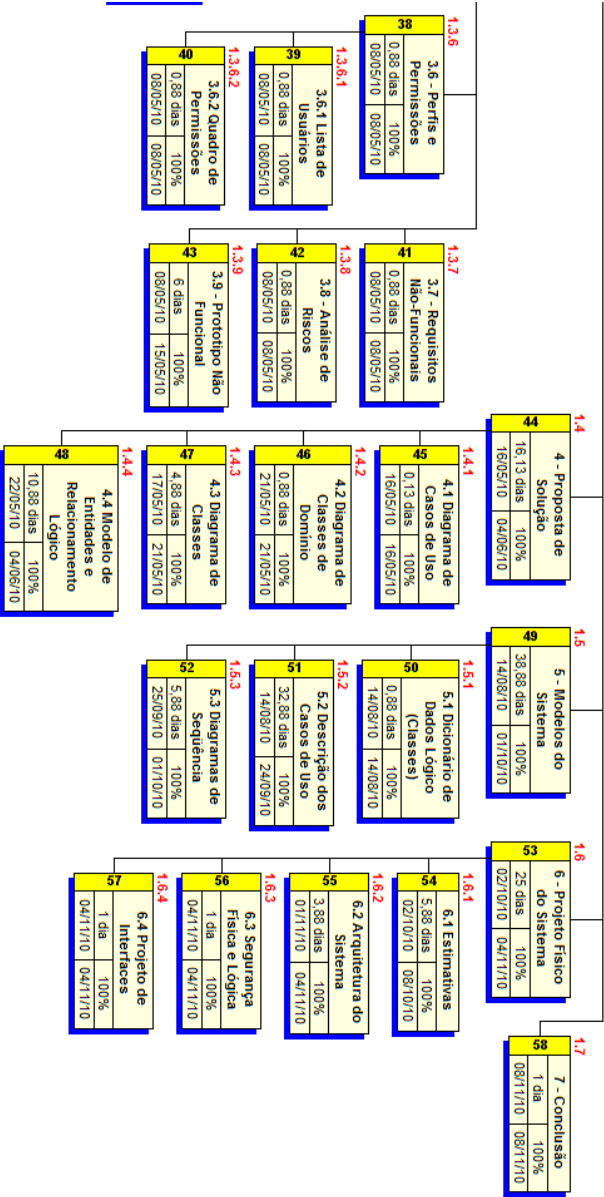 1.3.6
38
3.6 - Perfis e
Permissões
0,88 dias 100%
08/05/10 08/05/10
1.3.6.1
39
3.6.1 Lista de
Usuários
0,88 dias 100%
08/05/10 08/05/10
1.3.6.2
40
3.6.2 Quadro de
Permissões
0,88 dias 100%
08/05/10 08/05/10
1.3.7
41
3.7 - Requisitos
Não-Funcionais
0,88 dias 100%
08/05/10 08/05/10
1.3.8
42
3.8 - Análise de
Riscos
0,88 dias 100%
08/05/10 08/05/10
1.3.9
43
3.9 - Prototipo Não
Funcional
6 dias 100%
08/05/10 15/05/10
1.4
44
4 - Proposta de
Solução
16,13 dias 100%
16/05/10 04/06/10
1.4.1
45
4.1 Diagrama de
Casos de Uso
0,13 dias 100%
16/05/10 16/05/10
1.4.2
46
4.2 Diagrama de
Classes de
Domínio
0,88 dias 100%
21/05/10 21/05/10
1.4.3
47
4.3 Diagrama de
Classes
4,88 dias 100%
17/05/10 21/05/10
1.4.4
48
4.4 Modelo de
Entidades e
Relacionamento
Lógico
10,88 dias 100%
22/05/10 04/06/10
1.5
49
5 - Modelos do
Sistema
38,88 dias 100%
14/08/10 01/10/10
1.5.1
50
5.1 Dicionário de
Dados Lógico
(Classes)
0,88 dias 100%
14/08/10 14/08/10
1.5.2
51
5.2 Descrição dos
Casos de Uso
32,88 dias 100%
14/08/10 24/09/10
1.5.3
52
5.3 Diagramas de
Seqüência
5,88 dias 100%
25/09/10 01/10/10
1.6
53
6 - Projeto Físico
do Sistema
25 dias 100%
02/10/10 04/11/10
1.6.1
54
6.1 Estimativas
5,88 dias 100%
02/10/10 08/10/10
1.6.2
55
6.2 Arquitetura do
Sistema
3,88 dias 100%
01/11/10 04/11/10
1.6.3
56
6.3 Segurança
Física e Lógica
1 dia 100%
04/11/10 04/11/10
1.6.4
57
6.4 Projeto de
Interfaces
1 dia 100%
04/11/10 04/11/10
1.7
58
7 - Conclusão
1 dia 100%
08/11/10 08/11/10